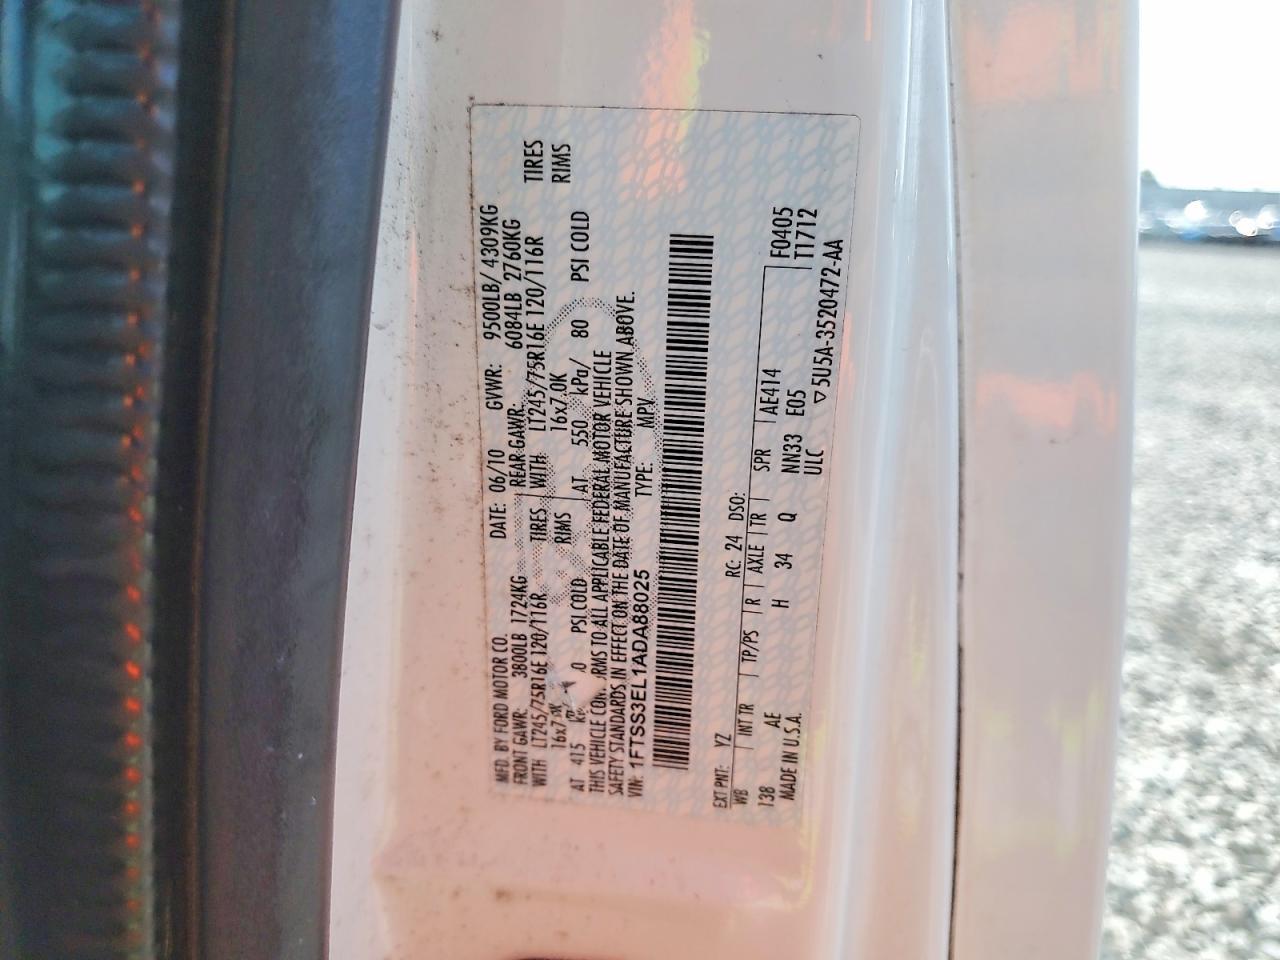 MFD. BY FORD MOTOR CO.
DATE: 06/10 GVWR: 9500LB/ 4309KG
FRONT GAWR: 3800LB 1724KG REAR GAWR: 6084LB 2760KG
WITH LT245/75R16E 120/116R TIRES WITH LT245/75R16E 120/116R TIRES
16x7.0K RIMS 16x7.0K RIMS
AT 415 PSI COLD AT 550 kPa/ 80 PSI COLD
THIS VEHICLE RMS TO ALL APPLICABLE FEDERAL MOTOR VEHICLE
SAFETY STANDARDS IN EFFECT ON THE DATE OF MANUFACTURE SHOWN ABOVE.
VIN: 1FTSS3EL1ADA88025 TYPE: MPV
EXT PNT: YZ RC: 24 DSO: F0405
WB INT TR TP/PS R AXLE TR SPR AE414 T1712
138 AE H 34 Q NN33 E05
MADE IN U.S.A. ULC ▽5U5A-3520472-AA